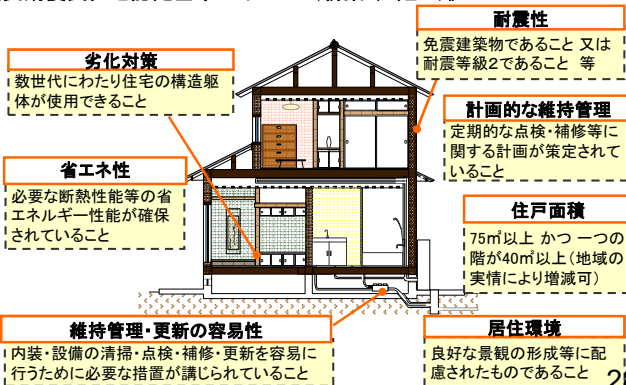 耐震性
免震建築物であること 又は
耐震等級2であること 等
劣化対策
数世代にわたり住宅の構造躯
体が使用できること
計画的な維持管理
定期的な点検・補修等に
関する計画が策定されて
いること
省エネ性
必要な断熱性能等の省
エネルギー性能が確保
されていること
住戸面積
75㎡以上 かつ 一つの
階が40㎡以上(地域の
実情により増減可)
維持管理・更新の容易性
内装・設備の清掃・点検・補修・更新を容易に
行うために必要な措置が講じられていること
居住環境
良好な景観の形成等に配
慮されたものであること